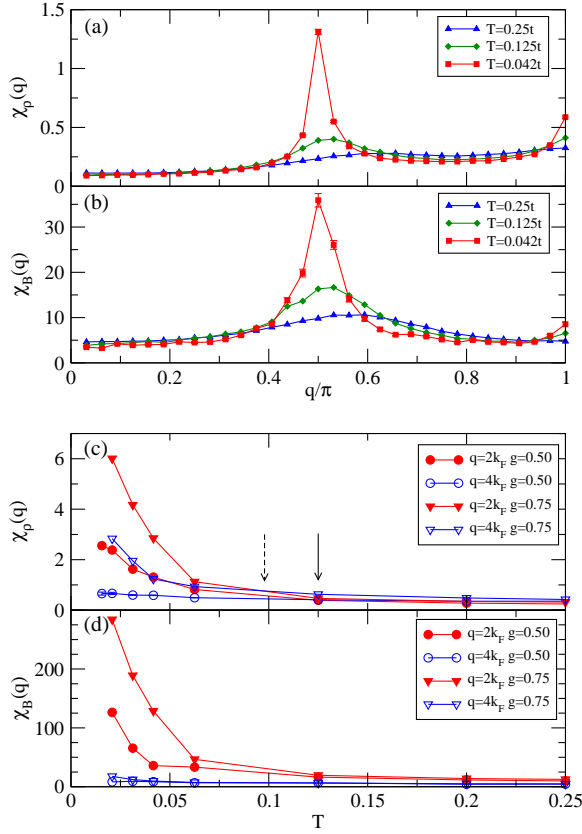 (a)
T=0.25t
T=0.125t
T=0.042t
χρ(q)
1.5
1
0.5
0
(b)
T=0.25t
T=0.125t
T=0.042t
χB(q)
30
20
10
0
0 0.2 0.4 0.6 0.8 1
q/π
(c)
q=2kF g=0.50
q=4kF g=0.50
q=2kF g=0.75
q=4kF g=0.75
χρ(q)
6
4
2
0
(d)
q=2kF g=0.50
q=4kF g=0.50
q=2kF g=0.75
q=4kF g=0.75
χB(q)
200
100
0
0 0.05 0.1 0.15 0.2 0.25
T